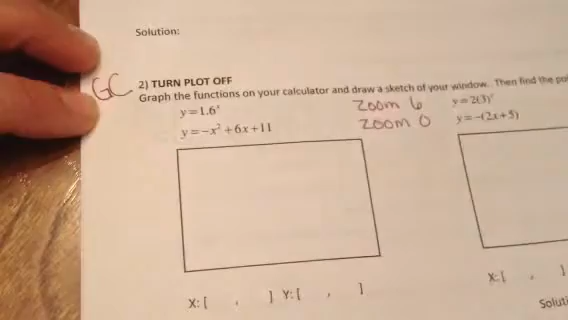 Solution:
GC 2) TURN PLOT OFF
Graph the functions on your calculator and draw a sketch of your window. Then find the
y = 1.6ˣ
Zoom 6
y = 2(3)ˣ
y = −x² + 6x + 11
Zoom 0
y = −(2x + 5)
X: [ , ] Y: [ , ]
X: [ , ]